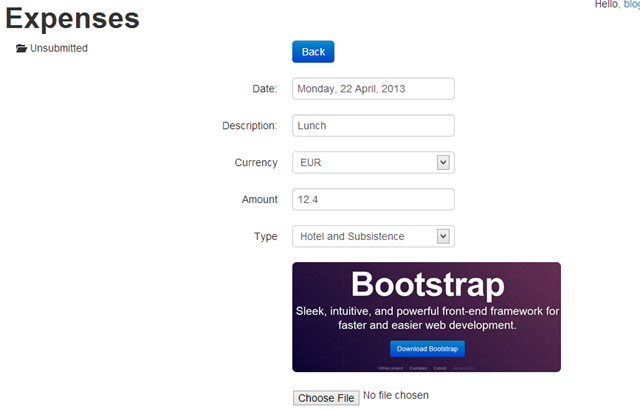 Hello, blog
Expenses
Unsubmitted
Back
Date: Monday, 22 April, 2013
Description: Lunch
Currency EUR
Amount 12.4
Type Hotel and Subsistence
Bootstrap
Sleek, intuitive, and powerful front-end framework for
faster and easier web development.
Download Bootstrap
GitHub project Examples Extend
Choose File No file chosen